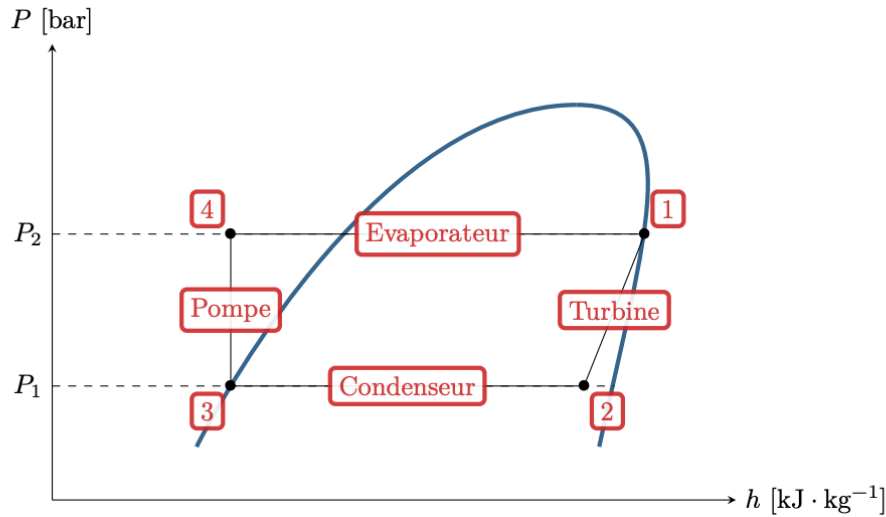 P [bar]
4
1
P₂
Evaporateur
Pompe
Turbine
P₁
Condenseur
3
2
h [kJ · kg⁻¹]